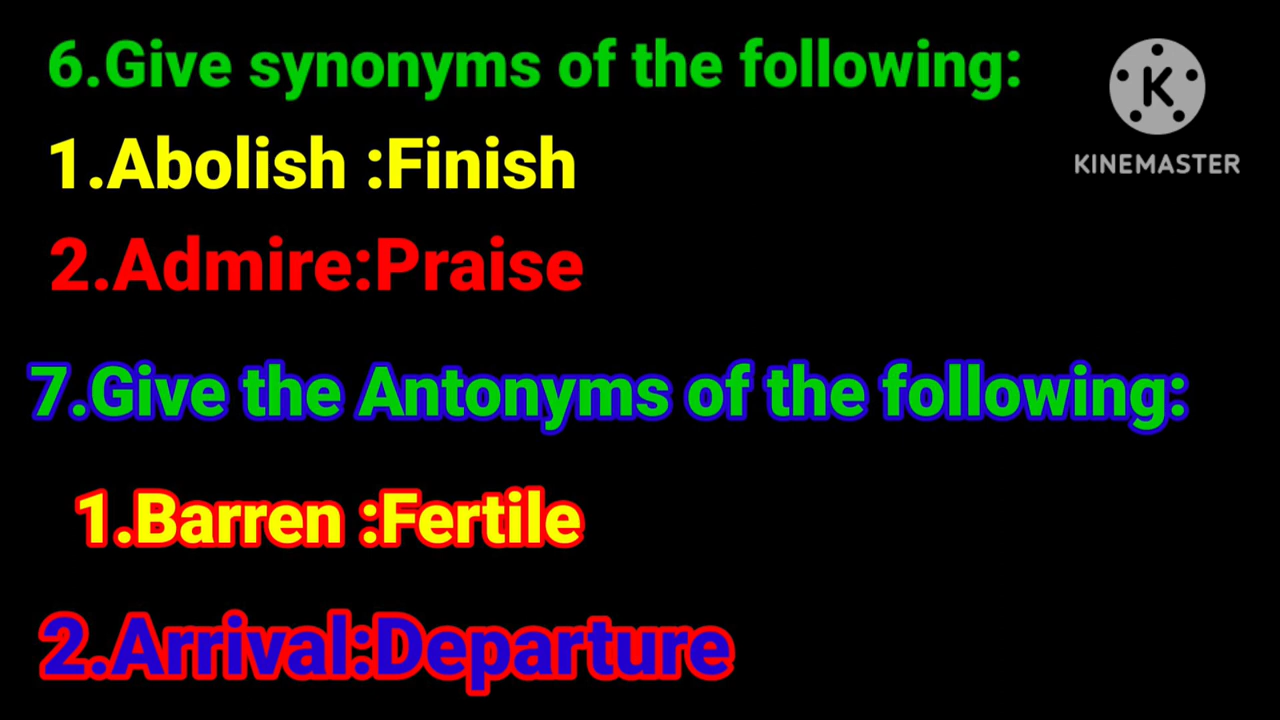 6.Give synonyms of the following:
K
KINEMASTER
1.Abolish :Finish
2.Admire:Praise
7.Give the Antonyms of the following:
1.Barren :Fertile
2.Arrival:Departure